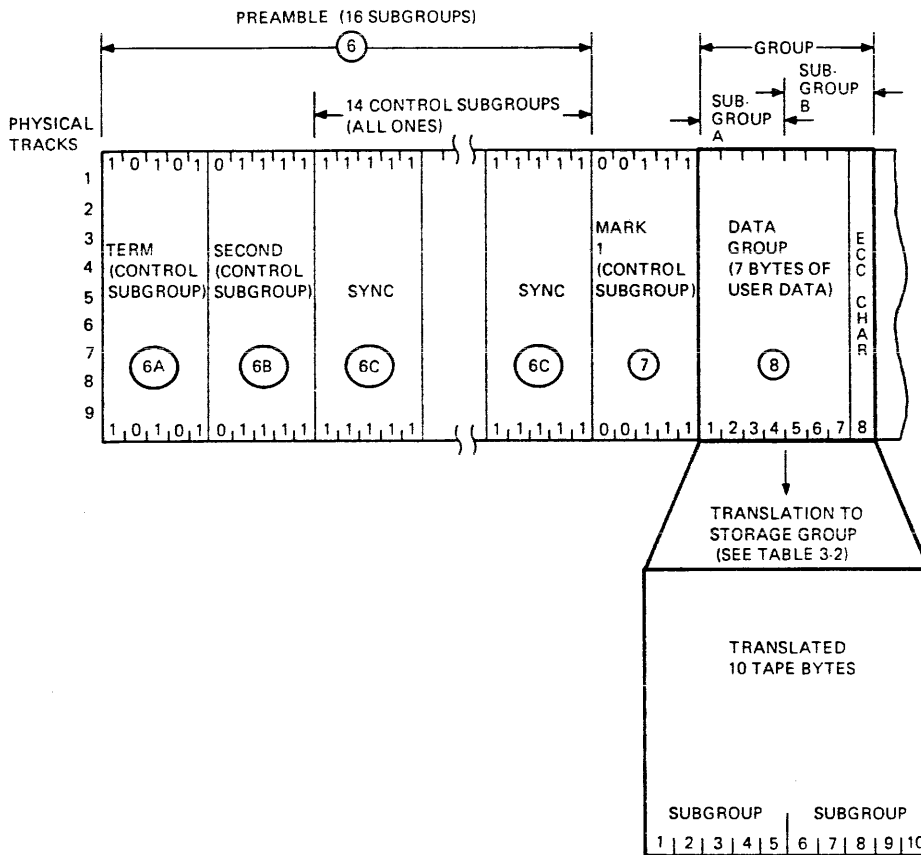 PREAMBLE (16 SUBGROUPS)
6
GROUP
SUB-
GROUP
B
SUB-
GROUP
A
14 CONTROL SUBGROUPS
(ALL ONES)
PHYSICAL
TRACKS
1 0 1 0 1 0 1 1 1 1 1 1 1 1 1 1 1 1 1 1 0 0 1 1 1
1
2
3
4
5
6
7
8
9
TERM
(CONTROL
SUBGROUP)
6A
SECOND
(CONTROL
SUBGROUP)
6B
SYNC
6C
SYNC
6C
MARK
1
(CONTROL
SUBGROUP)
7
DATA
GROUP
(7 BYTES OF
USER DATA)
8
ECC CHAR
1 0 1 0 1 0 1 1 1 1 1 1 1 1 1 1 1 1 1 1 0 0 1 1 1 1 2 3 4 5 6 7 8
TRANSLATION TO
STORAGE GROUP
(SEE TABLE 3-2)
TRANSLATED
10 TAPE BYTES
SUBGROUP SUBGROUP
1 2 3 4 5 6 7 8 9 10